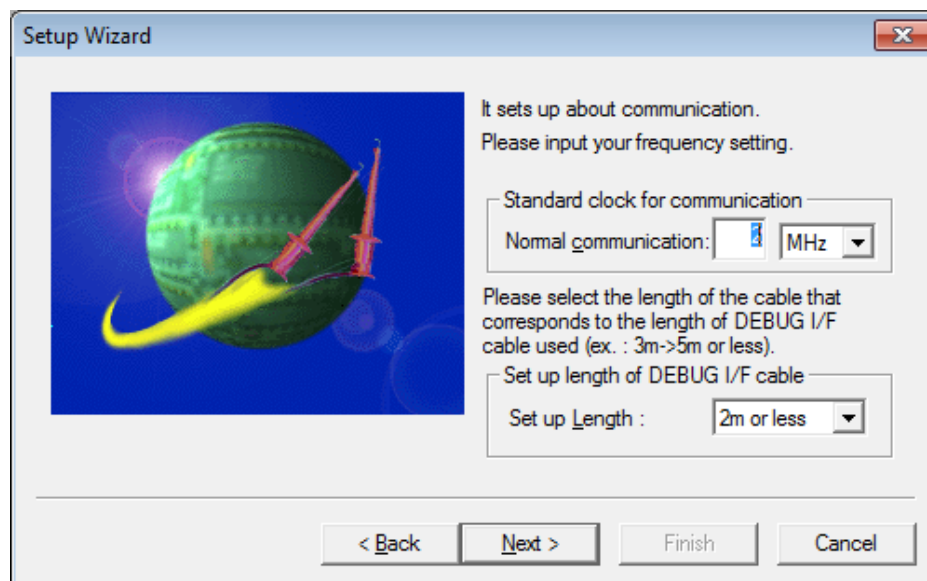 Setup Wizard
It sets up about communication.
Please input your frequency setting.
Standard clock for communication
Normal communication: 2 MHz
Please select the length of the cable that
corresponds to the length of DEBUG I/F
cable used (ex. : 3m->5m or less).
Set up length of DEBUG I/F cable
Set up Length : 2m or less
< Back Next > Finish Cancel